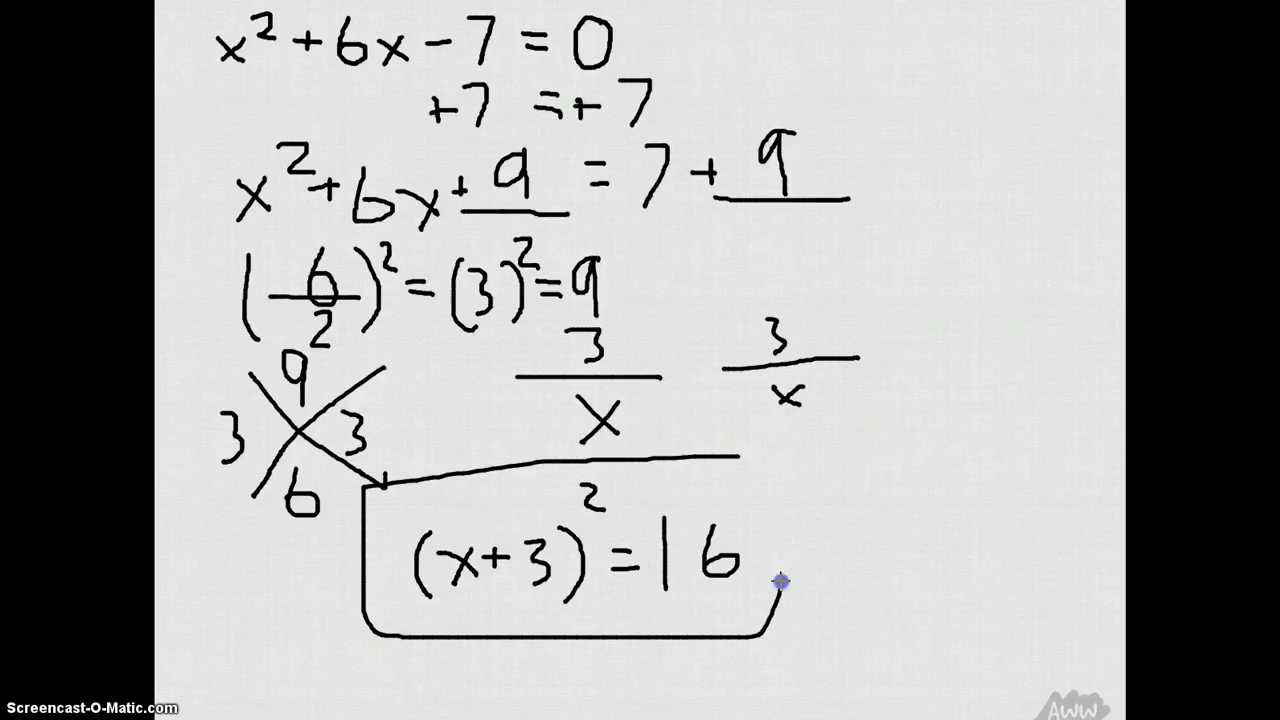 x² + 6x - 7 = 0
+7 = + 7
x² + 6x + 9 = 7 + 9
(6/2)² = (3)² = 9
9
3 3
6
3/x 3/x
(x+3)² = 16
Screencast-O-Matic.com
AWW